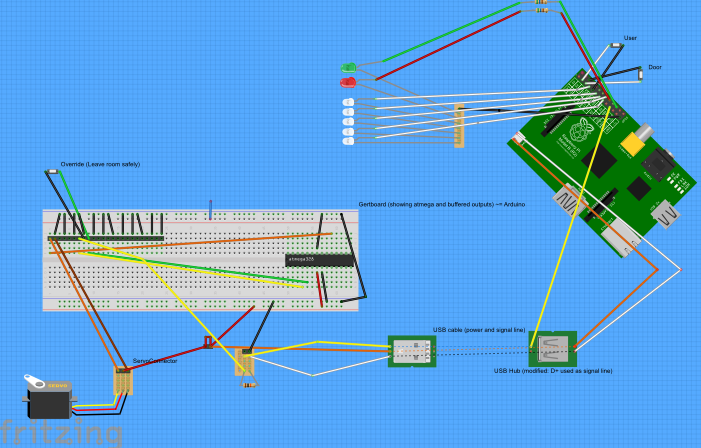 User
Door
Override (Leave room safely)
Gertboard (showing atmega and buffered outputs) ~= Arduino
atmega328
USB cable (power and signal line)
ServoConnector
USB Hub (modified: D+ used as signal line)
SERVO
fritzing